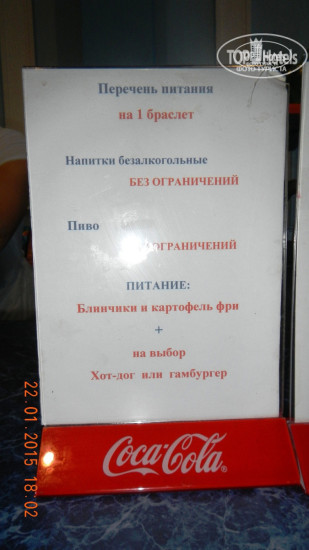 TOP Hotels
Перечень питания
на 1 браслет
Напитки безалкогольные
БЕЗ ОГРАНИЧЕНИЙ
Пиво
ОГРАНИЧЕНИЙ
ПИТАНИЕ:
Блинчики и картофель фри
+
на выбор
Хот-дог или гамбургер
Coca-Cola
22.01.2015 18:02